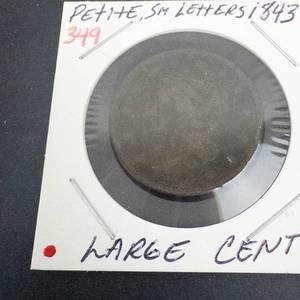 PETITE, SM LETTERS 1843
349
LARGE CENT